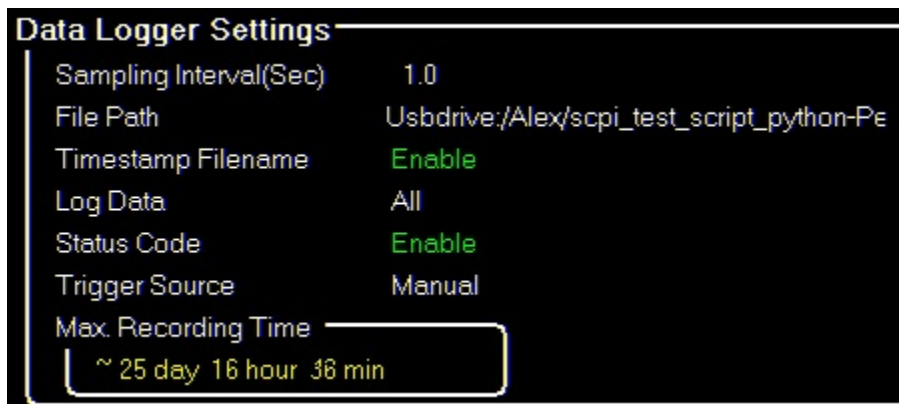 Data Logger Settings
Sampling Interval(Sec) 1.0
File Path Usbdrive:/Alex/scpi_test_script_python-Pe
Timestamp Filename Enable
Log Data All
Status Code Enable
Trigger Source Manual
Max. Recording Time
~ 25 day 16 hour 36 min